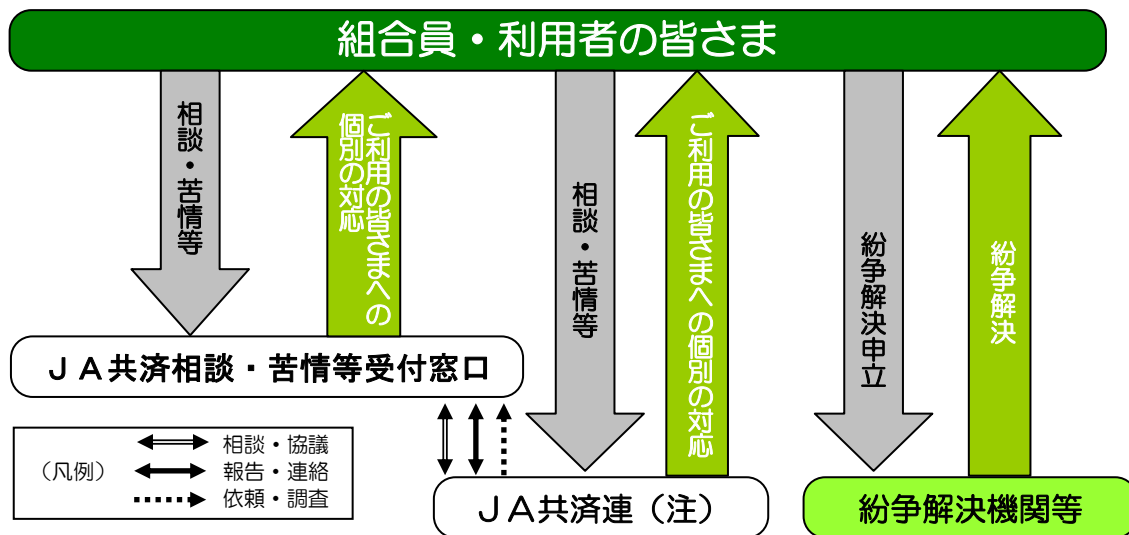 組合員・利用者の皆さま
相談・苦情等
ご利用の皆さまへの
個別の対応
相談・苦情等
ご利用の皆さまへの個別の対応
紛争解決申立
紛争解決
ＪＡ共済相談・苦情等受付窓口
（凡例）
相談・協議
報告・連絡
依頼・調査
ＪＡ共済連（注）
紛争解決機関等